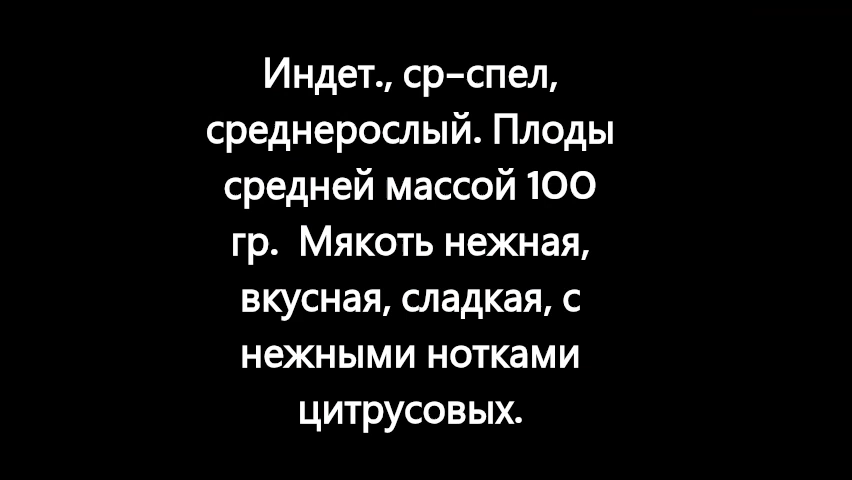 Индет., ср-спел,
среднерослый. Плоды
средней массой 100
гр.  Мякоть нежная,
вкусная, сладкая, с
нежными нотками
цитрусовых.